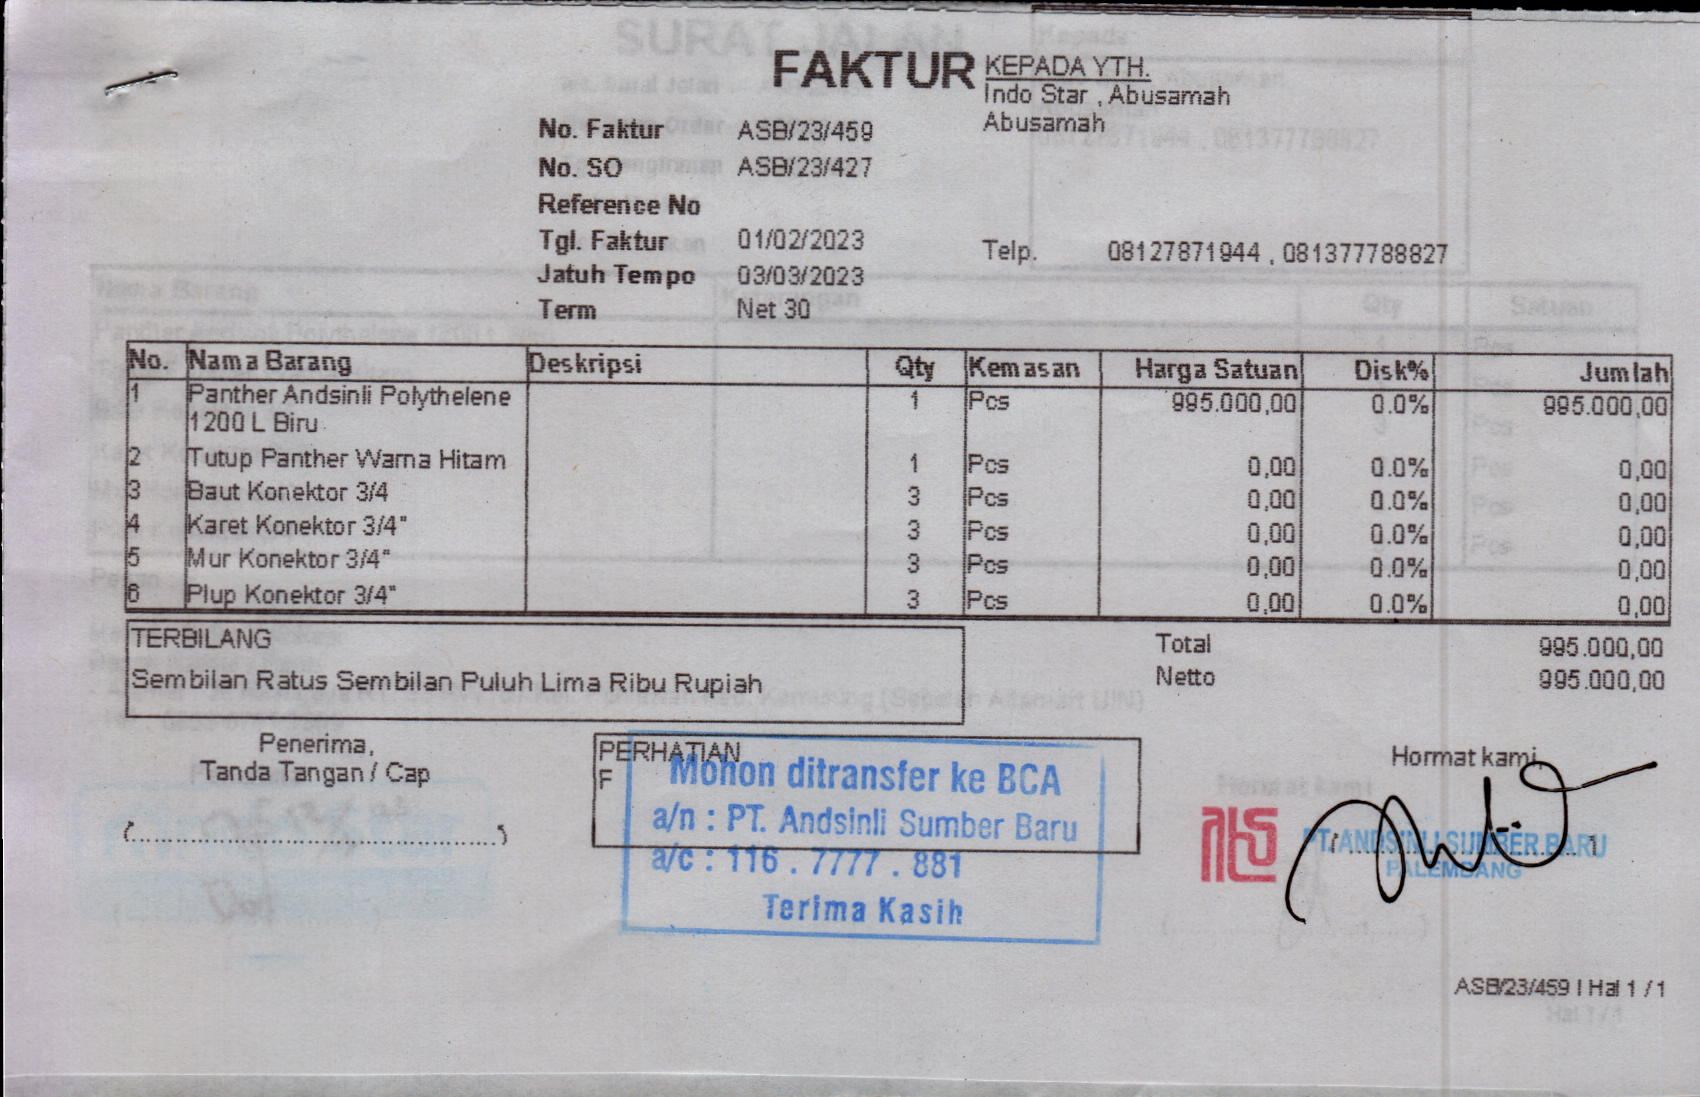 FAKTUR
KEPADA YTH.
Indo Star , Abusamah
Abusamah
No. Faktur ASB/23/459
No. SO ASB/23/427
Reference No
Tgl. Faktur 01/02/2023
Jatuh Tempo 03/03/2023
Term Net 30
Telp. 08127871944 , 081377788827
No. Nama Barang Deskripsi Qty Kemasan Harga Satuan Disk% Jumlah
1 Panther Andsinli Polythelene 1 Pcs 995.000,00 0.0% 995.000,00
1200 L Biru
2 Tutup Panther Warna Hitam 1 Pcs 0,00 0.0% 0,00
3 Baut Konektor 3/4 3 Pcs 0,00 0.0% 0,00
4 Karet Konektor 3/4" 3 Pcs 0,00 0.0% 0,00
5 Mur Konektor 3/4" 3 Pcs 0,00 0.0% 0,00
6 Plup Konektor 3/4" 3 Pcs 0,00 0.0% 0,00
TERBILANG
Sembilan Ratus Sembilan Puluh Lima Ribu Rupiah
Total 995.000,00
Netto 995.000,00
Penerima,
Tanda Tangan / Cap
PERHATIAN
F
Mohon ditransfer ke BCA
a/n : PT. Andsinli Sumber Baru
a/c : 116 . 7777 . 881
Terima Kasih
Hormat kami,
PT. ANDSINLI SUMBER BARU
PALEMBANG
ASB/23/459 | Hal 1 / 1